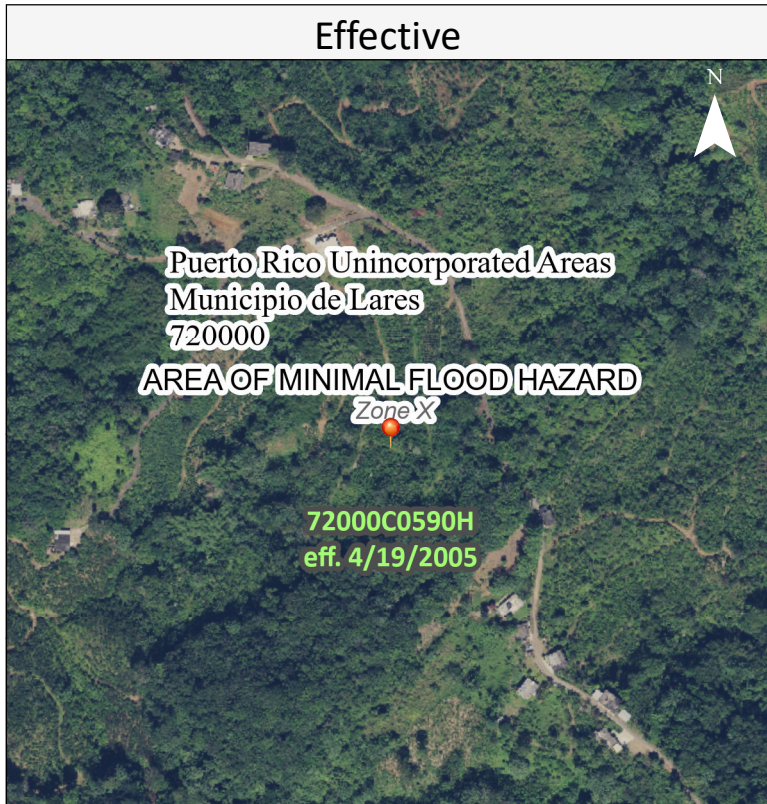 Effective
N
Puerto Rico Unincorporated Areas
Municipio de Lares
720000
AREA OF MINIMAL FLOOD HAZARD
Zone X
72000C0590H
eff. 4/19/2005